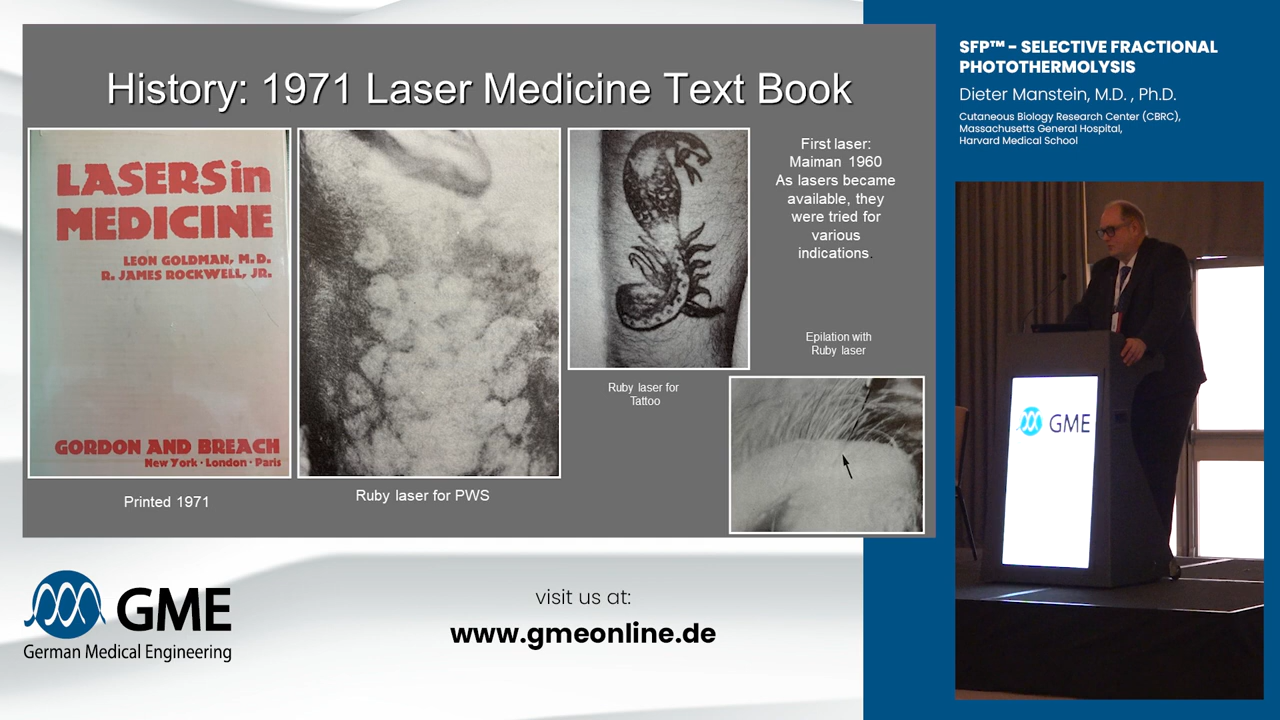 History: 1971 Laser Medicine Text Book
LASERS in
MEDICINE
LEON GOLDMAN, M.D.
R. JAMES ROCKWELL, JR.
GORDON AND BREACH
New York · London · Paris
Printed 1971
Ruby laser for PWS
Ruby laser for
Tattoo
First laser:
Maiman 1960
As lasers became
available, they
were tried for
various
indications.
Epilation with
Ruby laser
SFP™ – SELECTIVE FRACTIONAL
PHOTOTHERMOLYSIS
Dieter Manstein, M.D. , Ph.D.
Cutaneous Biology Research Center (CBRC),
Massachusetts General Hospital,
Harvard Medical School
GME
GME
German Medical Engineering
visit us at:
www.gmeonline.de